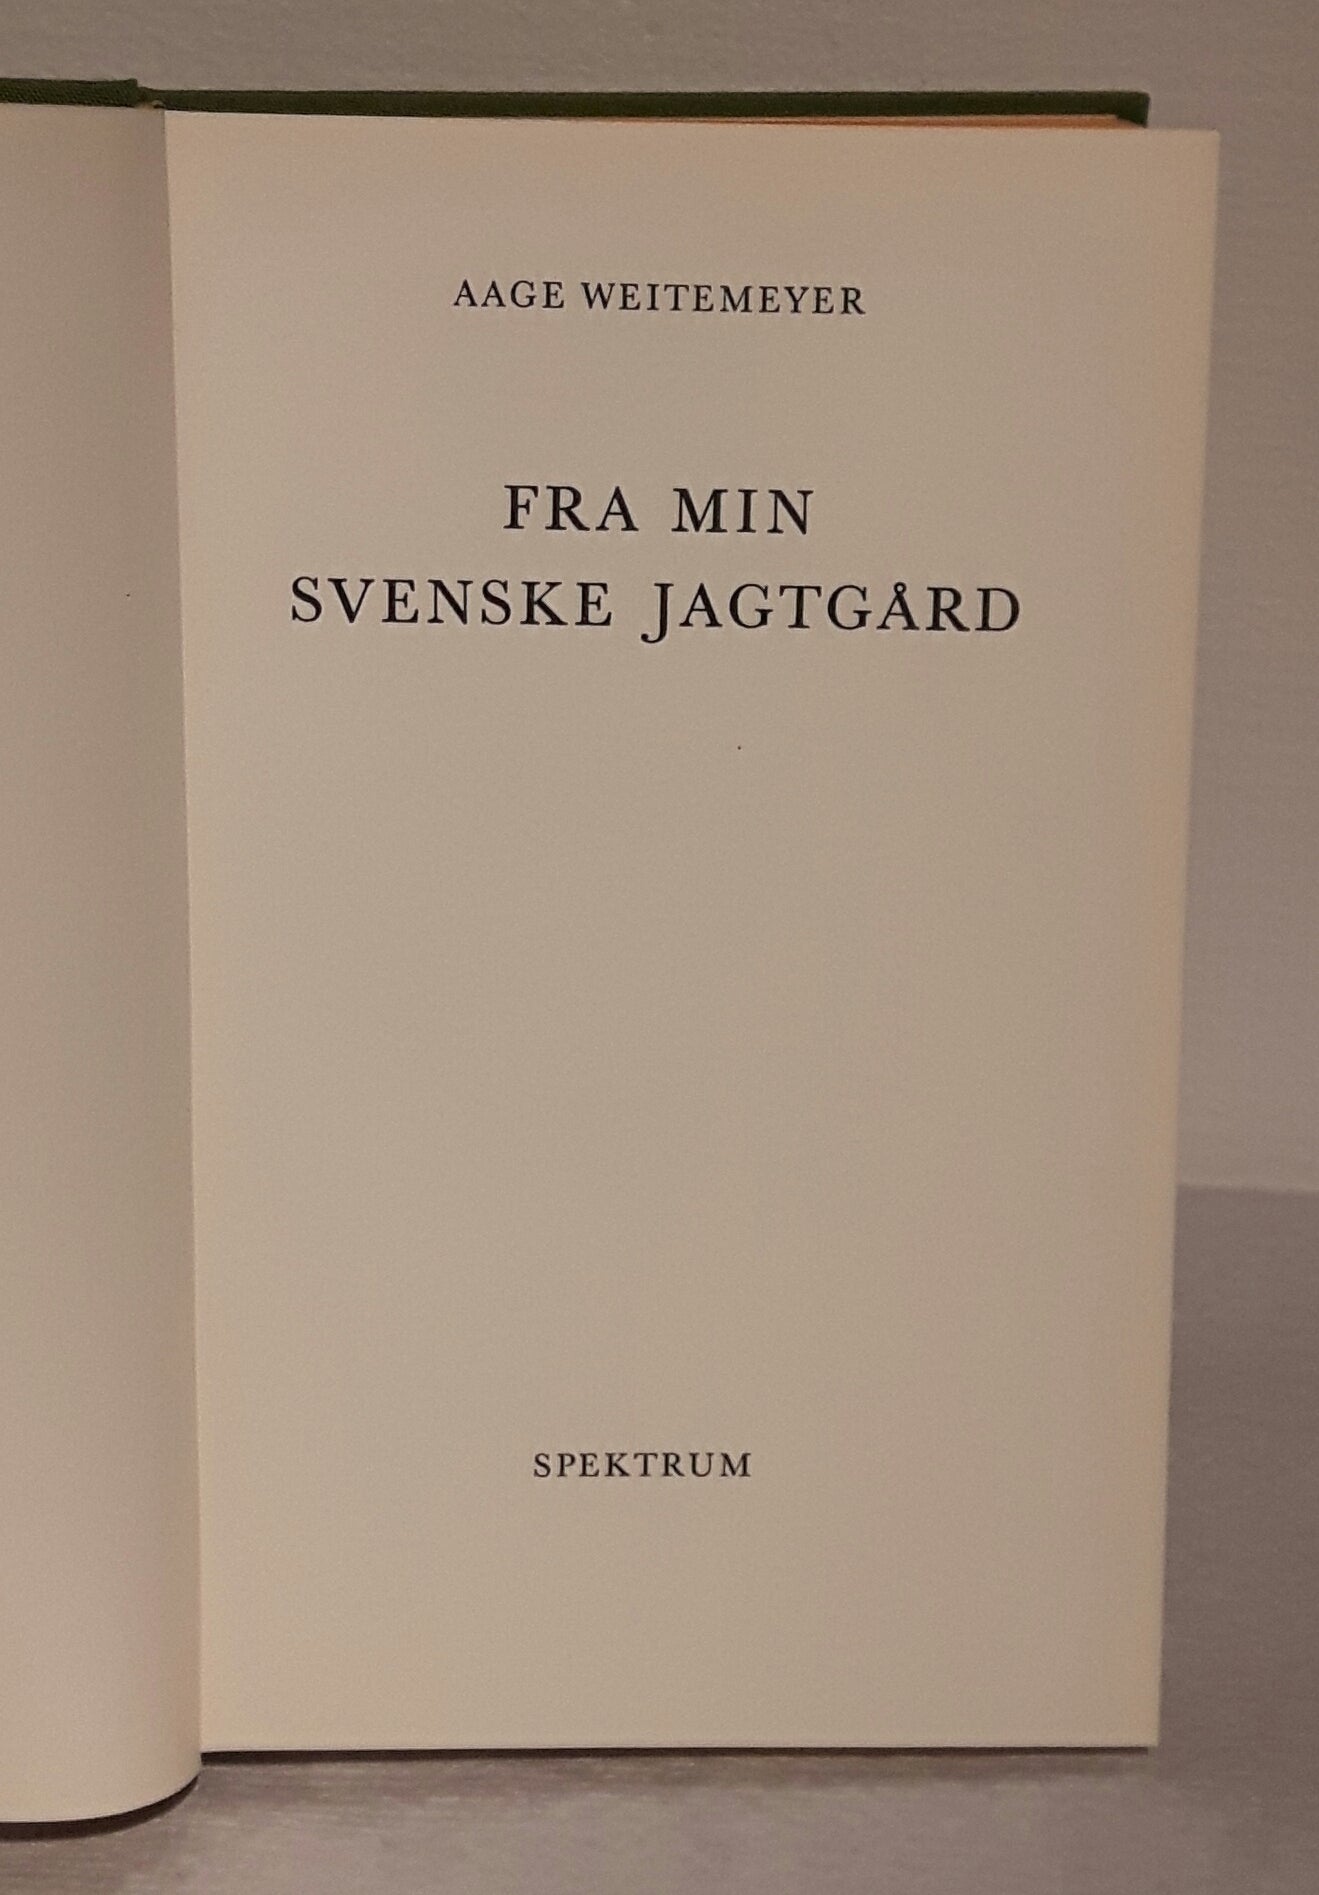 AAGE WEITEMEYER
FRA MIN
SVENSKE JAGTGÅRD
SPEKTRUM